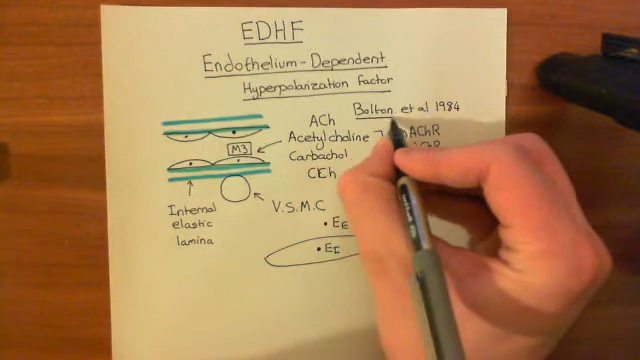 EDHF
Endothelium-Dependent
Hyperpolarization Factor
Bolton et al 1984
ACh
Acetylcholine
AChR
M3
Carbachol
CCh
Internal
elastic
lamina
V.S.M.C
EE
EI